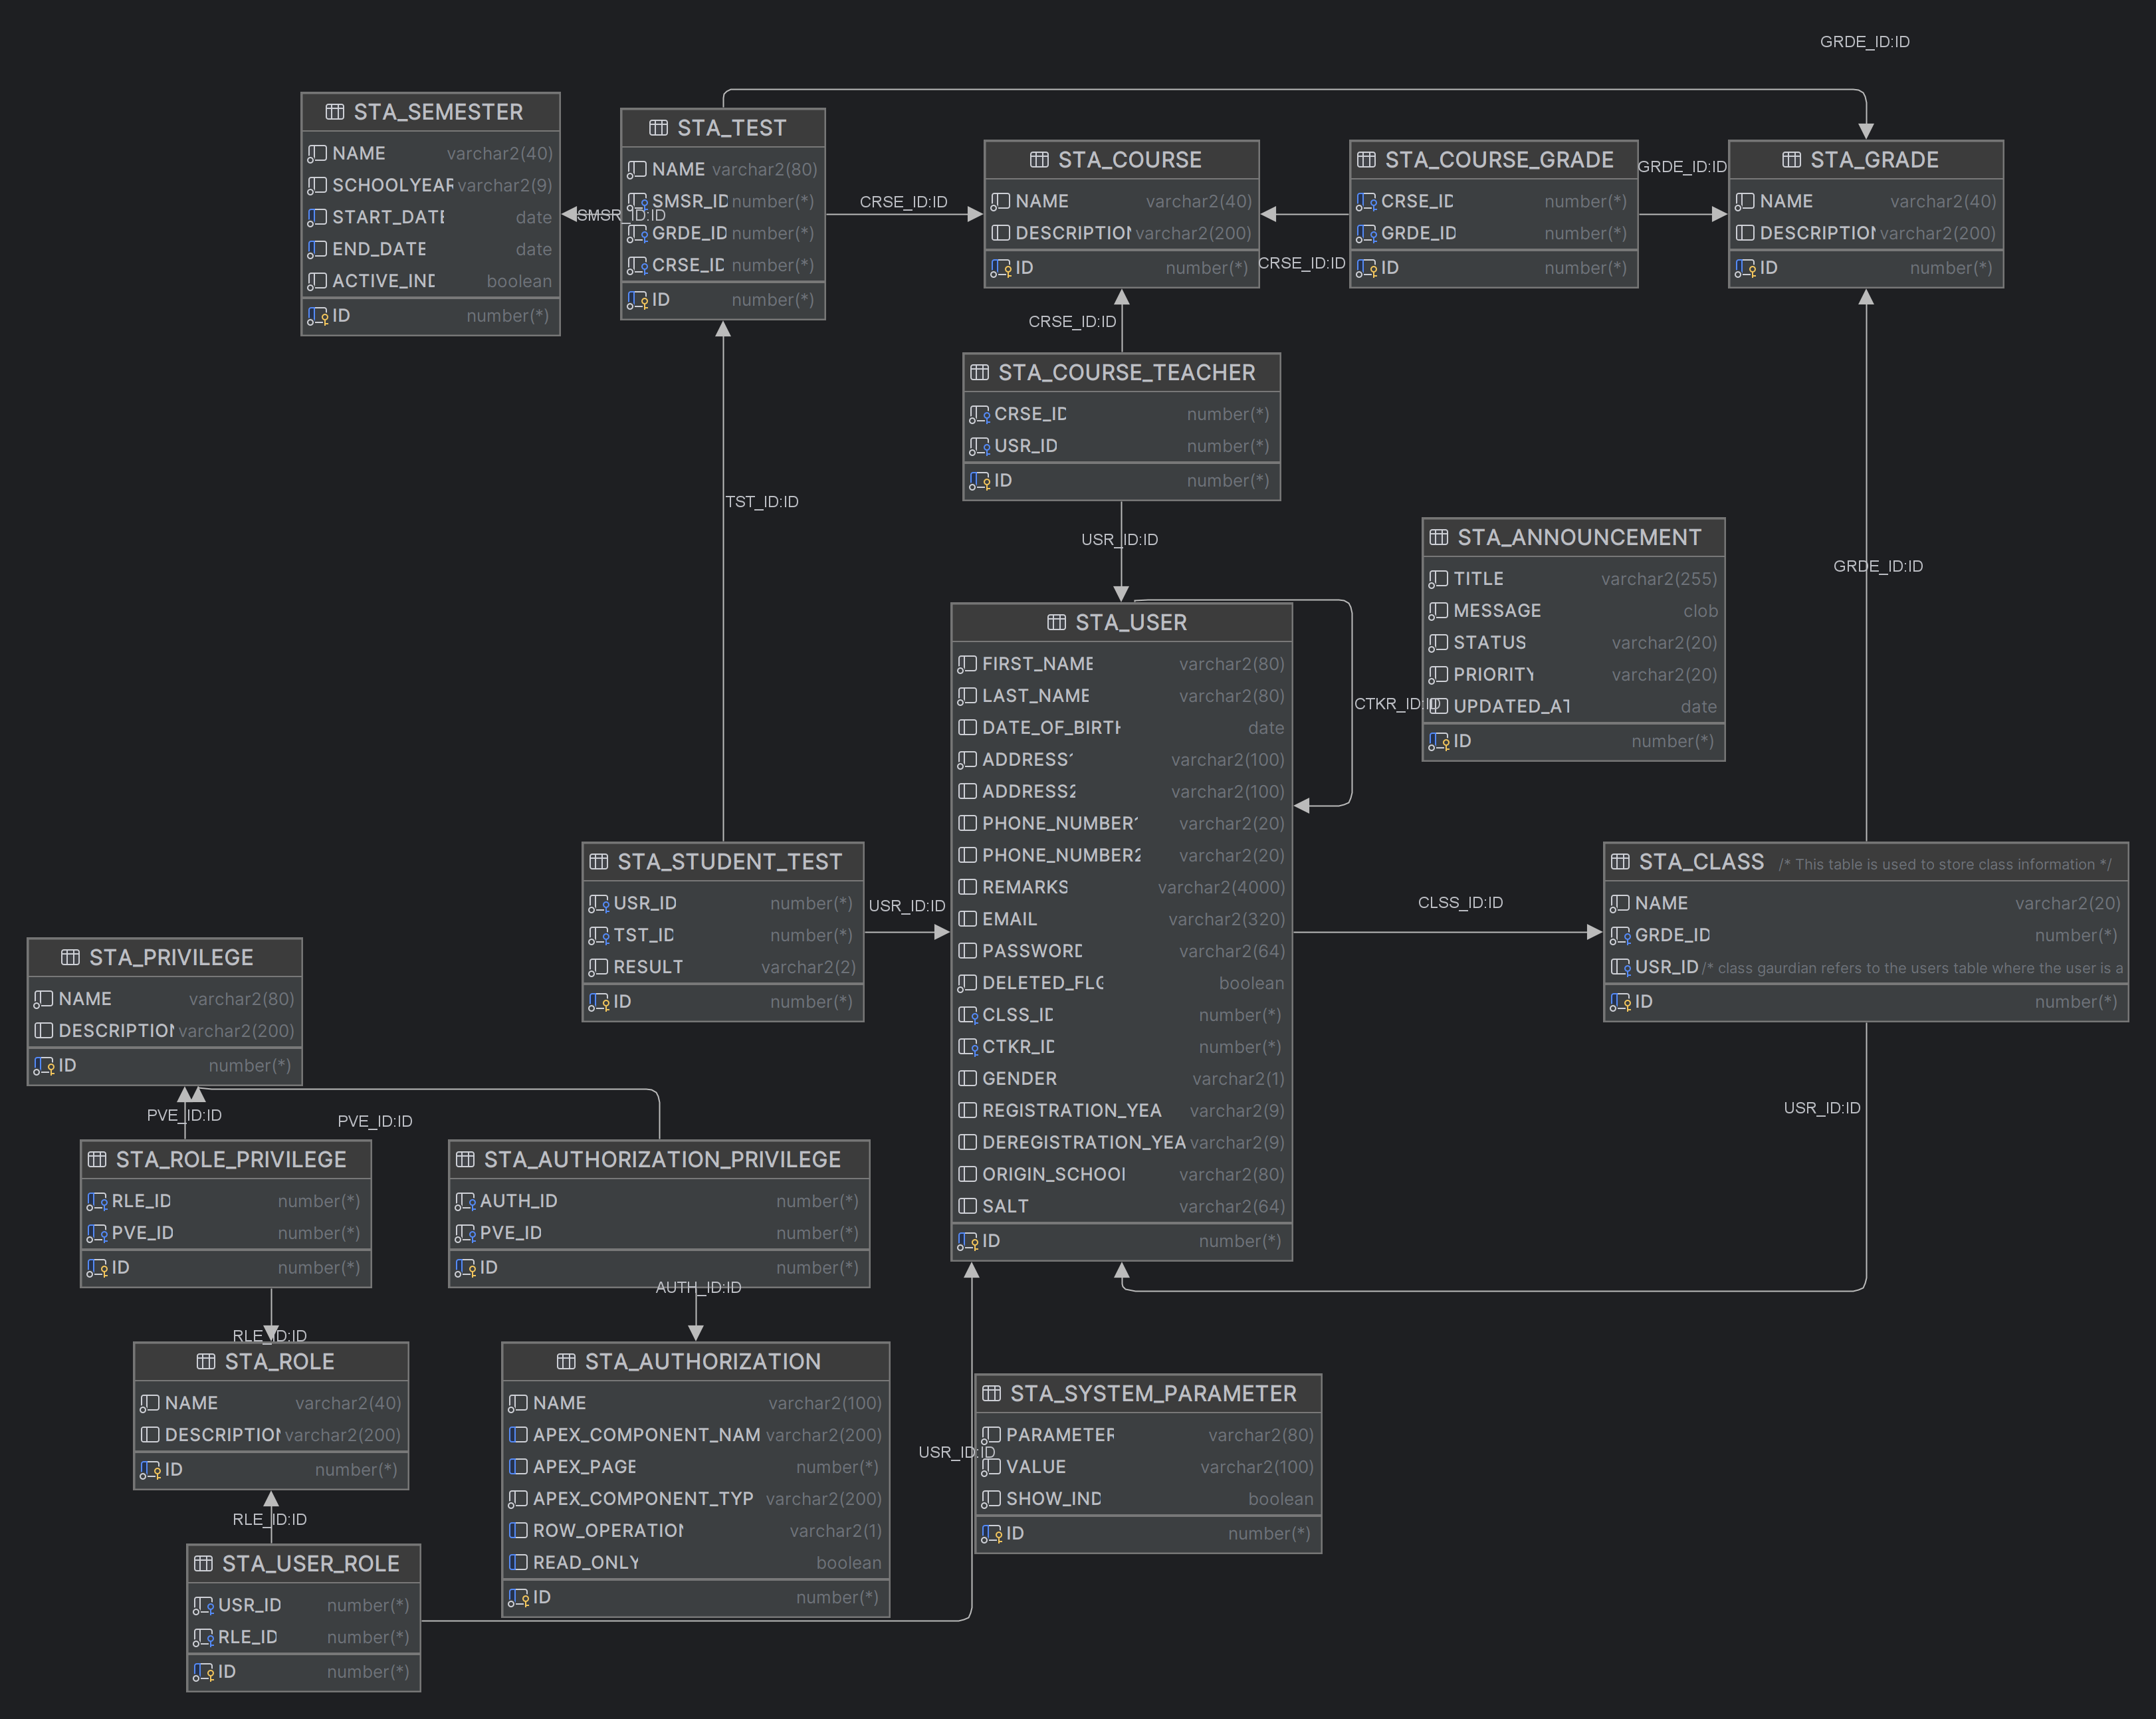 GRDE_ID:ID
STA_SEMESTER
NAME varchar2(40)
SCHOOLYEAR varchar2(9)
START_DATE date
END_DATE date
ACTIVE_IND boolean
ID number(*)
SMSR_ID:ID
STA_TEST
NAME varchar2(80)
SMSR_ID number(*)
GRDE_ID number(*)
CRSE_ID number(*)
ID number(*)
CRSE_ID:ID
STA_COURSE
NAME varchar2(40)
DESCRIPTION varchar2(200)
ID number(*)
CRSE_ID:ID
STA_COURSE_GRADE
CRSE_ID number(*)
GRDE_ID number(*)
ID number(*)
GRDE_ID:ID
STA_GRADE
NAME varchar2(40)
DESCRIPTION varchar2(200)
ID number(*)
CRSE_ID:ID
STA_COURSE_TEACHER
CRSE_ID number(*)
USR_ID number(*)
ID number(*)
TST_ID:ID
USR_ID:ID
GRDE_ID:ID
STA_ANNOUNCEMENT
TITLE varchar2(255)
MESSAGE clob
STATUS varchar2(20)
PRIORITY varchar2(20)
UPDATED_AT date
ID number(*)
STA_USER
FIRST_NAME varchar2(80)
LAST_NAME varchar2(80)
DATE_OF_BIRTH date
ADDRESS1 varchar2(100)
ADDRESS2 varchar2(100)
PHONE_NUMBER1 varchar2(20)
PHONE_NUMBER2 varchar2(20)
REMARKS varchar2(4000)
EMAIL varchar2(320)
PASSWORD varchar2(64)
DELETED_FLG boolean
CLSS_ID number(*)
CTKR_ID number(*)
GENDER varchar2(1)
REGISTRATION_YEA varchar2(9)
DEREGISTRATION_YEA varchar2(9)
ORIGIN_SCHOOL varchar2(80)
SALT varchar2(64)
ID number(*)
CTKR_ID:ID
STA_STUDENT_TEST
USR_ID number(*)
TST_ID number(*)
RESULT varchar2(2)
ID number(*)
USR_ID:ID
CLSS_ID:ID
STA_CLASS /* This table is used to store class information */
NAME varchar2(20)
GRDE_ID number(*)
USR_ID /* class gaurdian refers to the users table where the user is a
ID number(*)
USR_ID:ID
STA_PRIVILEGE
NAME varchar2(80)
DESCRIPTION varchar2(200)
ID number(*)
PVE_ID:ID
PVE_ID:ID
STA_ROLE_PRIVILEGE
RLE_ID number(*)
PVE_ID number(*)
ID number(*)
STA_AUTHORIZATION_PRIVILEGE
AUTH_ID number(*)
PVE_ID number(*)
ID number(*)
AUTH_ID:ID
RLE_ID:ID
STA_ROLE
NAME varchar2(40)
DESCRIPTION varchar2(200)
ID number(*)
RLE_ID:ID
STA_AUTHORIZATION
NAME varchar2(100)
APEX_COMPONENT_NAM varchar2(200)
APEX_PAGE number(*)
APEX_COMPONENT_TYP varchar2(200)
ROW_OPERATION varchar2(1)
READ_ONLY boolean
ID number(*)
USR_ID:ID
STA_SYSTEM_PARAMETER
PARAMETER varchar2(80)
VALUE varchar2(100)
SHOW_IND boolean
ID number(*)
STA_USER_ROLE
USR_ID number(*)
RLE_ID number(*)
ID number(*)